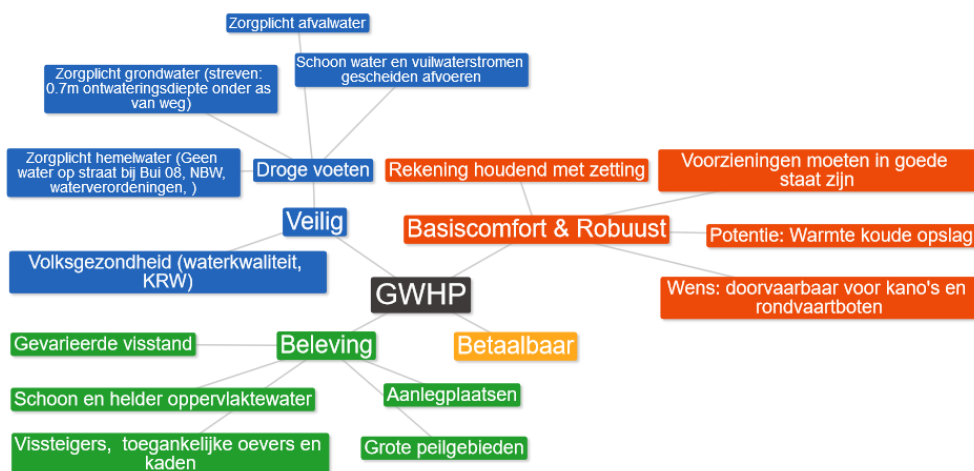 Zorgplicht afvalwater
Schoon water en vuilwaterstromen
gescheiden afvoeren
Zorgplicht grondwater (streven:
0.7m ontwateringsdiepte onder as
van weg)
Zorgplicht hemelwater (Geen
water op straat bij Bui 08, NBW,
waterverordeningen, )
Droge voeten
Veilig
Volksgezondheid (waterkwaliteit,
KRW)
Rekening houdend met zetting
Voorzieningen moeten in goede
staat zijn
Basiscomfort & Robuust
Potentie: Warmte koude opslag
Wens: doorvaarbaar voor kano's en
rondvaartboten
GWHP
Betaalbaar
Beleving
Gevarieerde visstand
Schoon en helder oppervlaktewater
Vissteigers, toegankelijke oevers en
kaden
Aanlegplaatsen
Grote peilgebieden